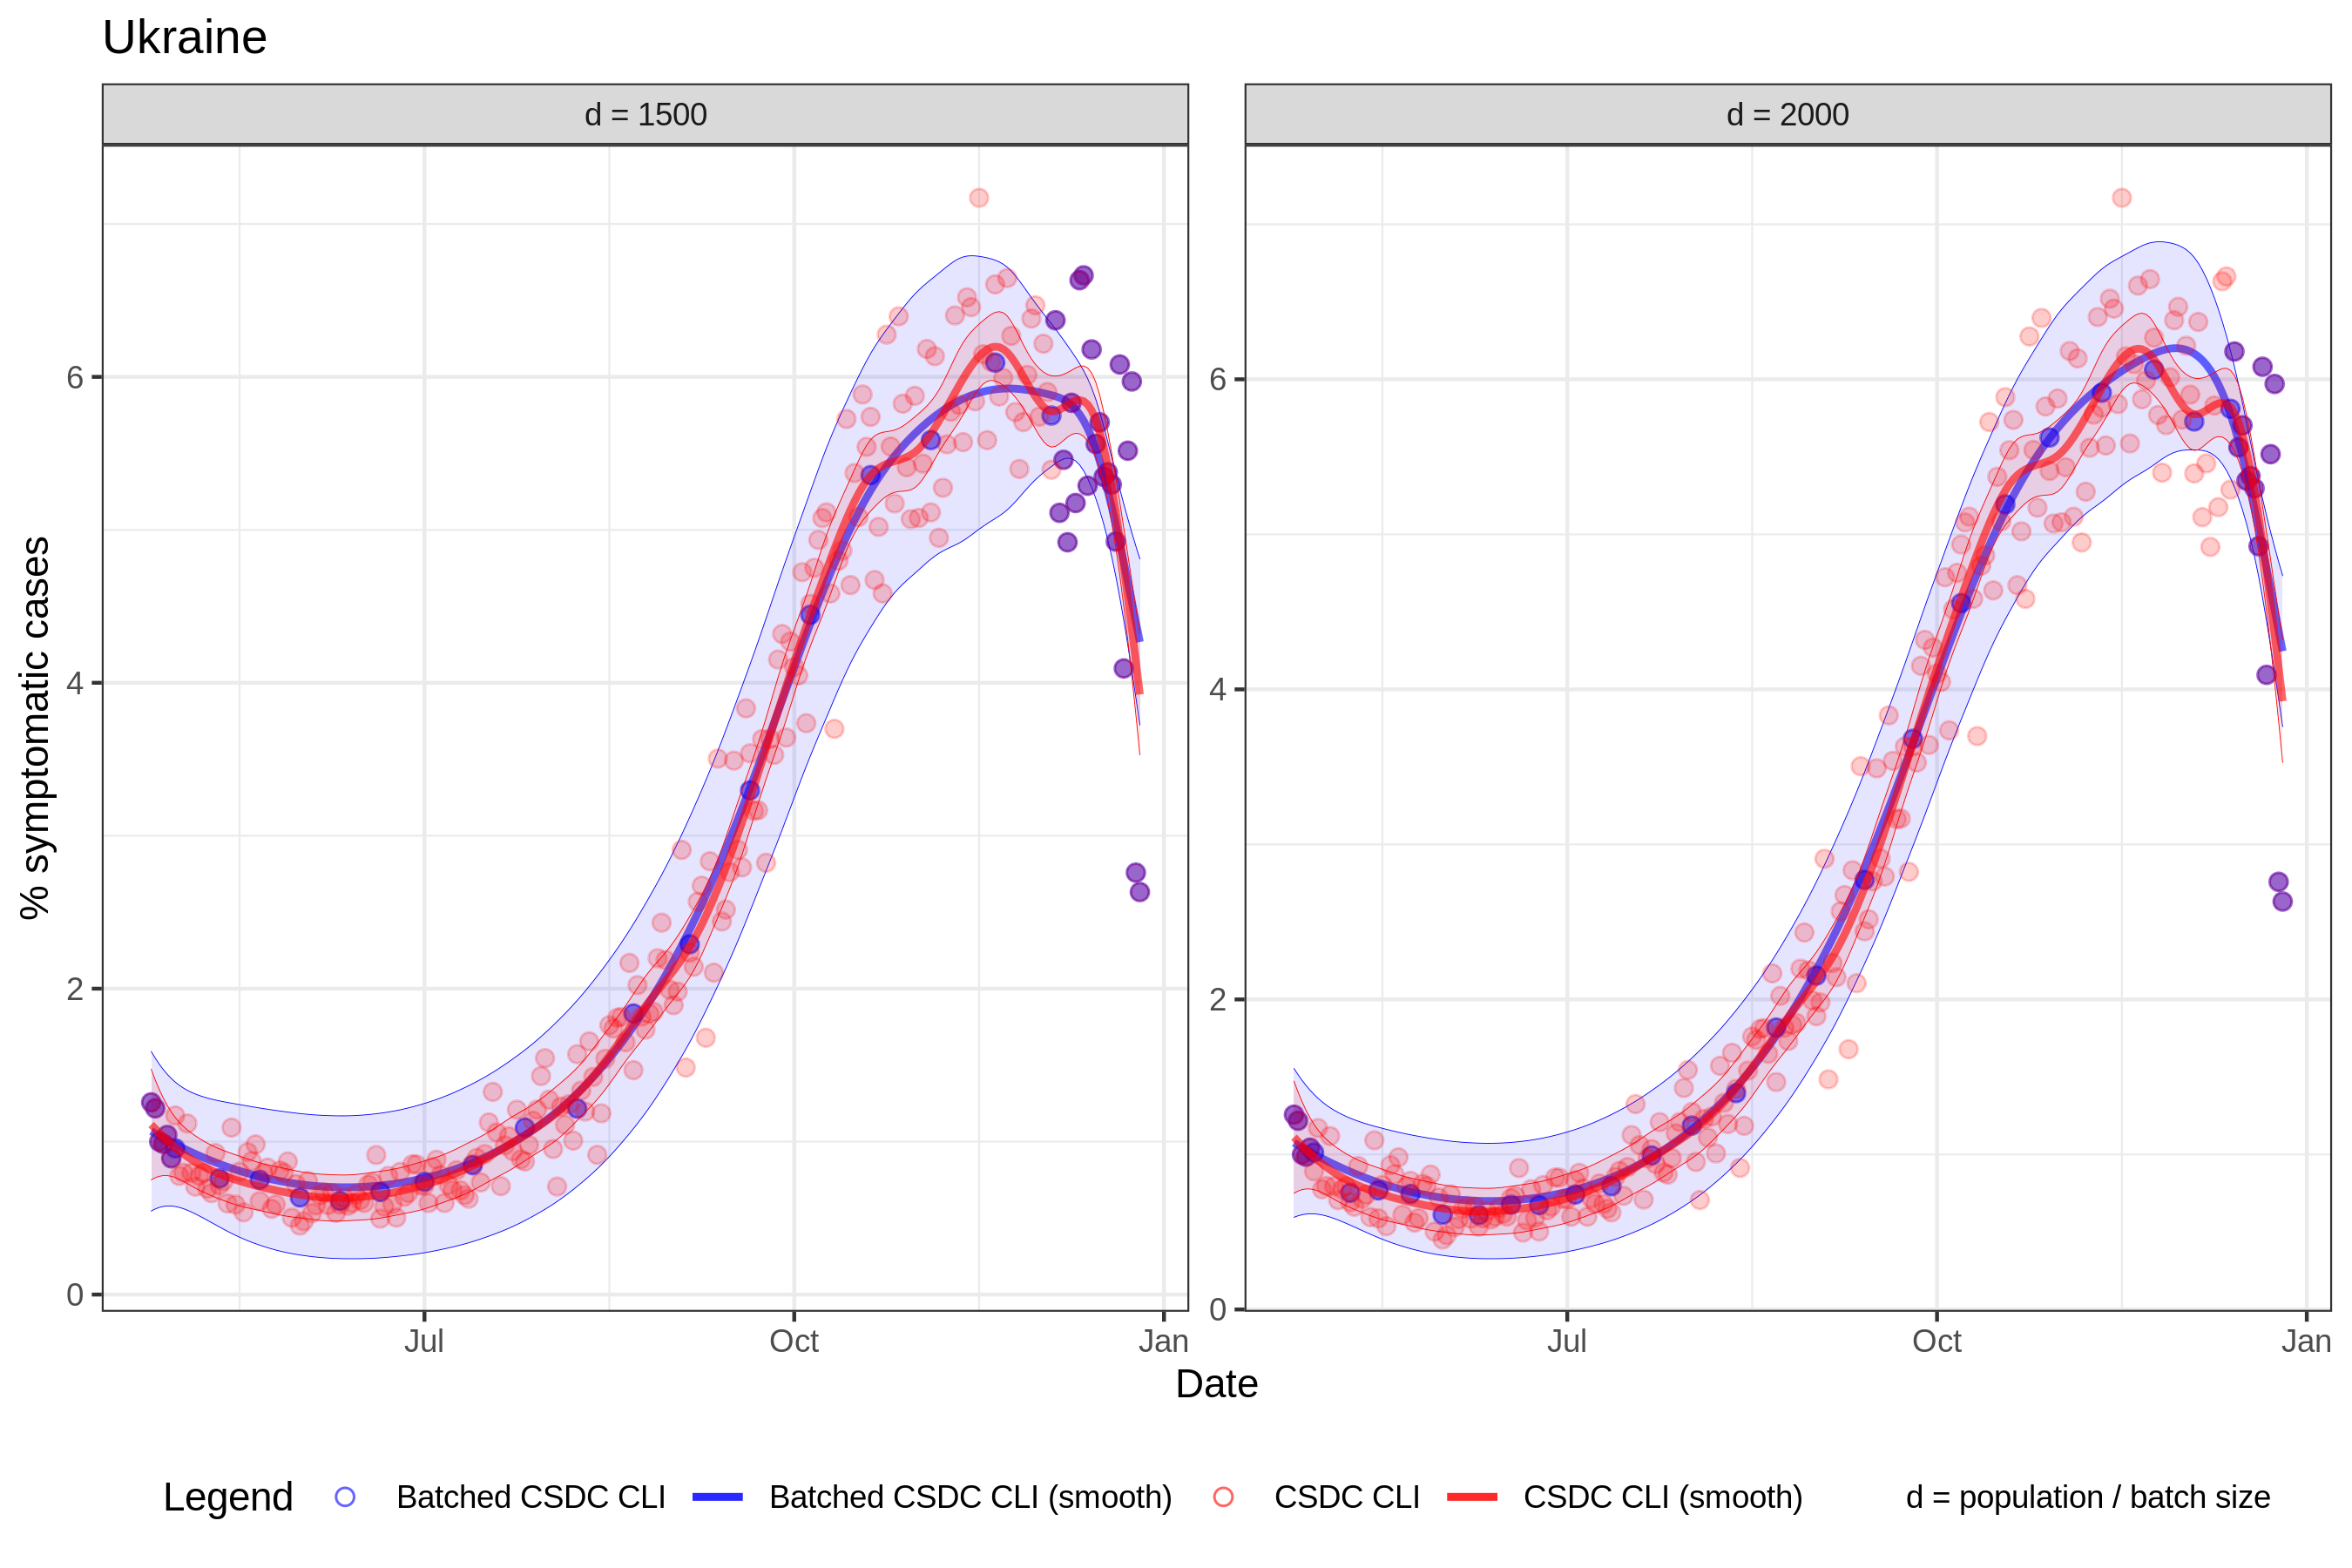 Ukraine
d = 1500
d = 2000
% symptomatic cases
6
4
2
0
6
4
2
0
Jul
Oct
Jan
Jul
Oct
Jan
Date
Legend
Batched CSDC CLI
Batched CSDC CLI (smooth)
CSDC CLI
CSDC CLI (smooth)
d = population / batch size